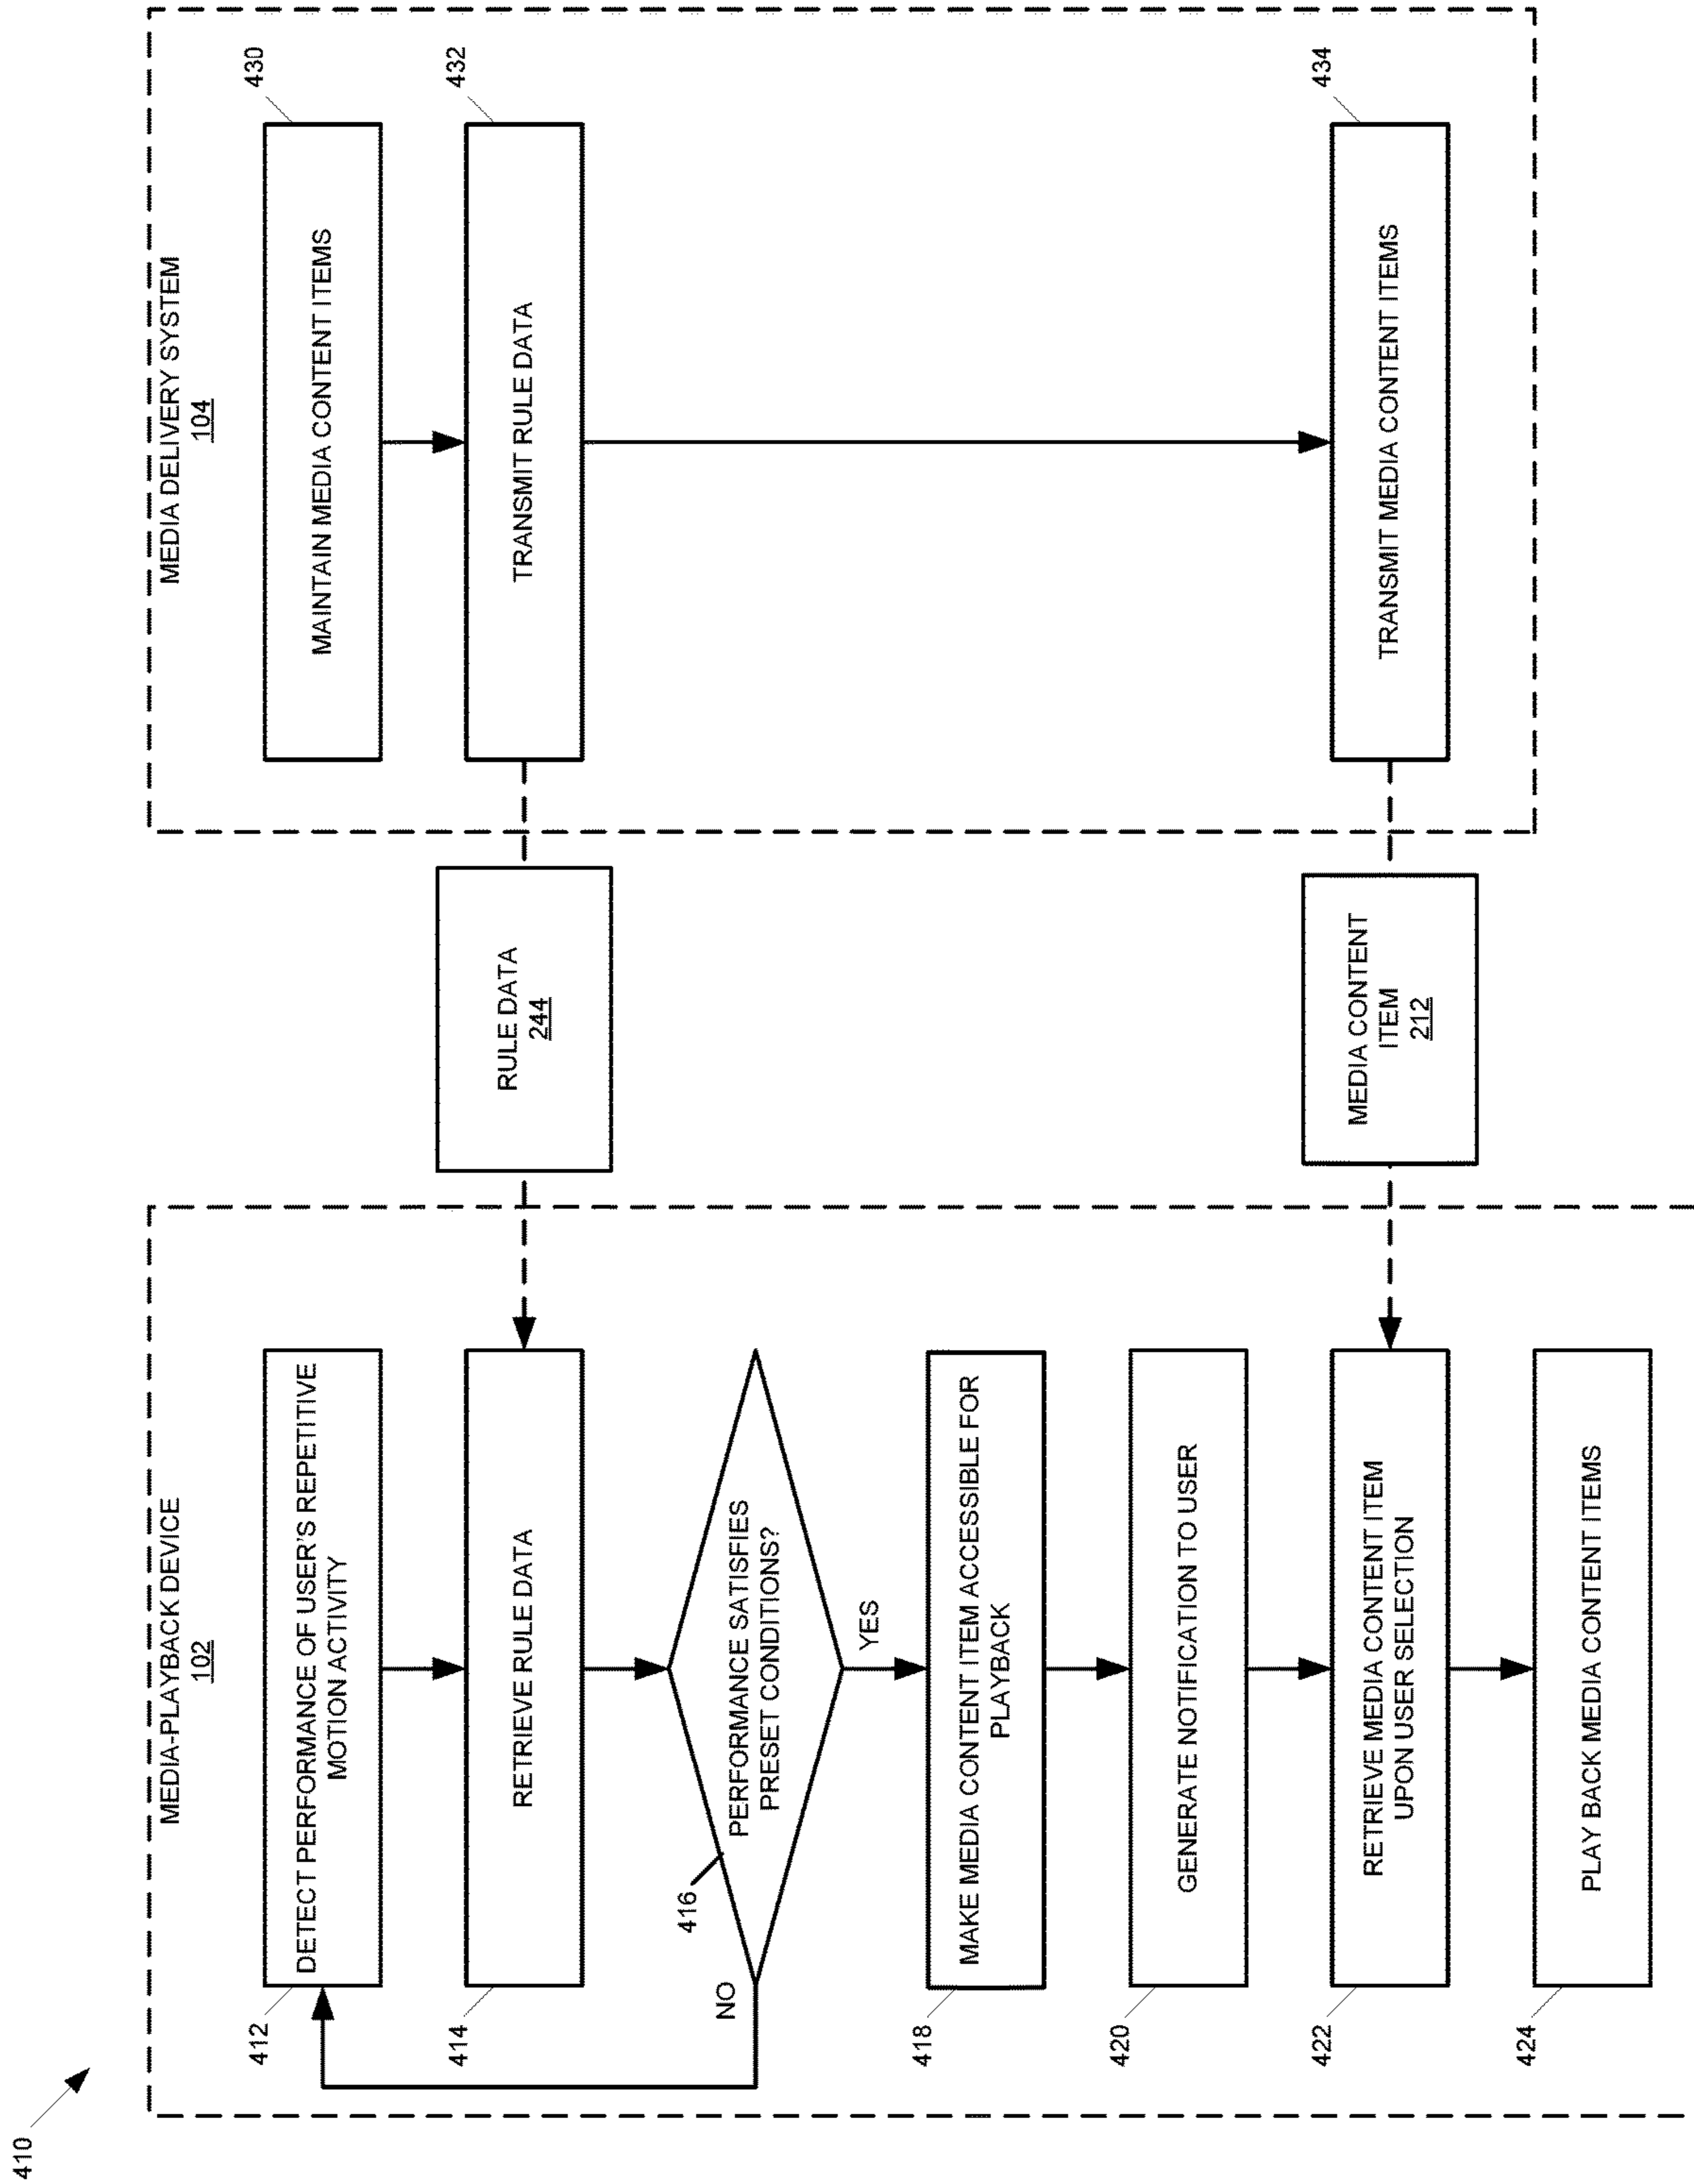 410
MEDIA-PLAYBACK DEVICE
102
412
DETECT PERFORMANCE OF USER'S REPETITIVE
MOTION ACTIVITY
414
RETRIEVE RULE DATA
416
PERFORMANCE SATISFIES
PRESET CONDITIONS?
NO
YES
418
MAKE MEDIA CONTENT ITEM ACCESSIBLE FOR
PLAYBACK
420
GENERATE NOTIFICATION TO USER
422
RETRIEVE MEDIA CONTENT ITEM
UPON USER SELECTION
424
PLAY BACK MEDIA CONTENT ITEMS
RULE DATA
244
MEDIA CONTENT
ITEM
212
MEDIA DELIVERY SYSTEM
104
430
MAINTAIN MEDIA CONTENT ITEMS
432
TRANSMIT RULE DATA
434
TRANSMIT MEDIA CONTENT ITEMS